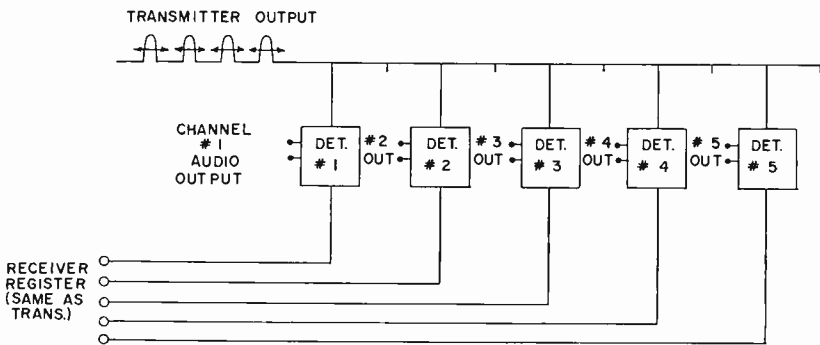 TRANSMITTER OUTPUT
CHANNEL
# 1
AUDIO
OUTPUT
DET.
# 1
#2
OUT
DET.
# 2
# 3
OUT
DET.
# 3
# 4
OUT
DET.
# 4
# 5
OUT
DET.
# 5
RECEIVER
REGISTER
(SAME AS
TRANS.)